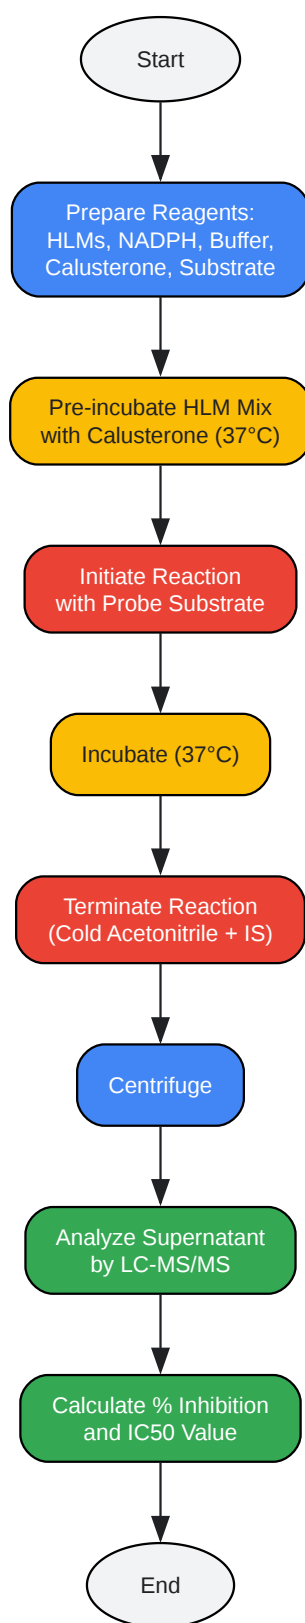 Start
Prepare Reagents:
HLMs, NADPH, Buffer,
Calusterone, Substrate
Pre-incubate HLM Mix
with Calusterone (37°C)
Initiate Reaction
with Probe Substrate
Incubate (37°C)
Terminate Reaction
(Cold Acetonitrile + IS)
Centrifuge
Analyze Supernatant
by LC-MS/MS
Calculate % Inhibition
and IC50 Value
End